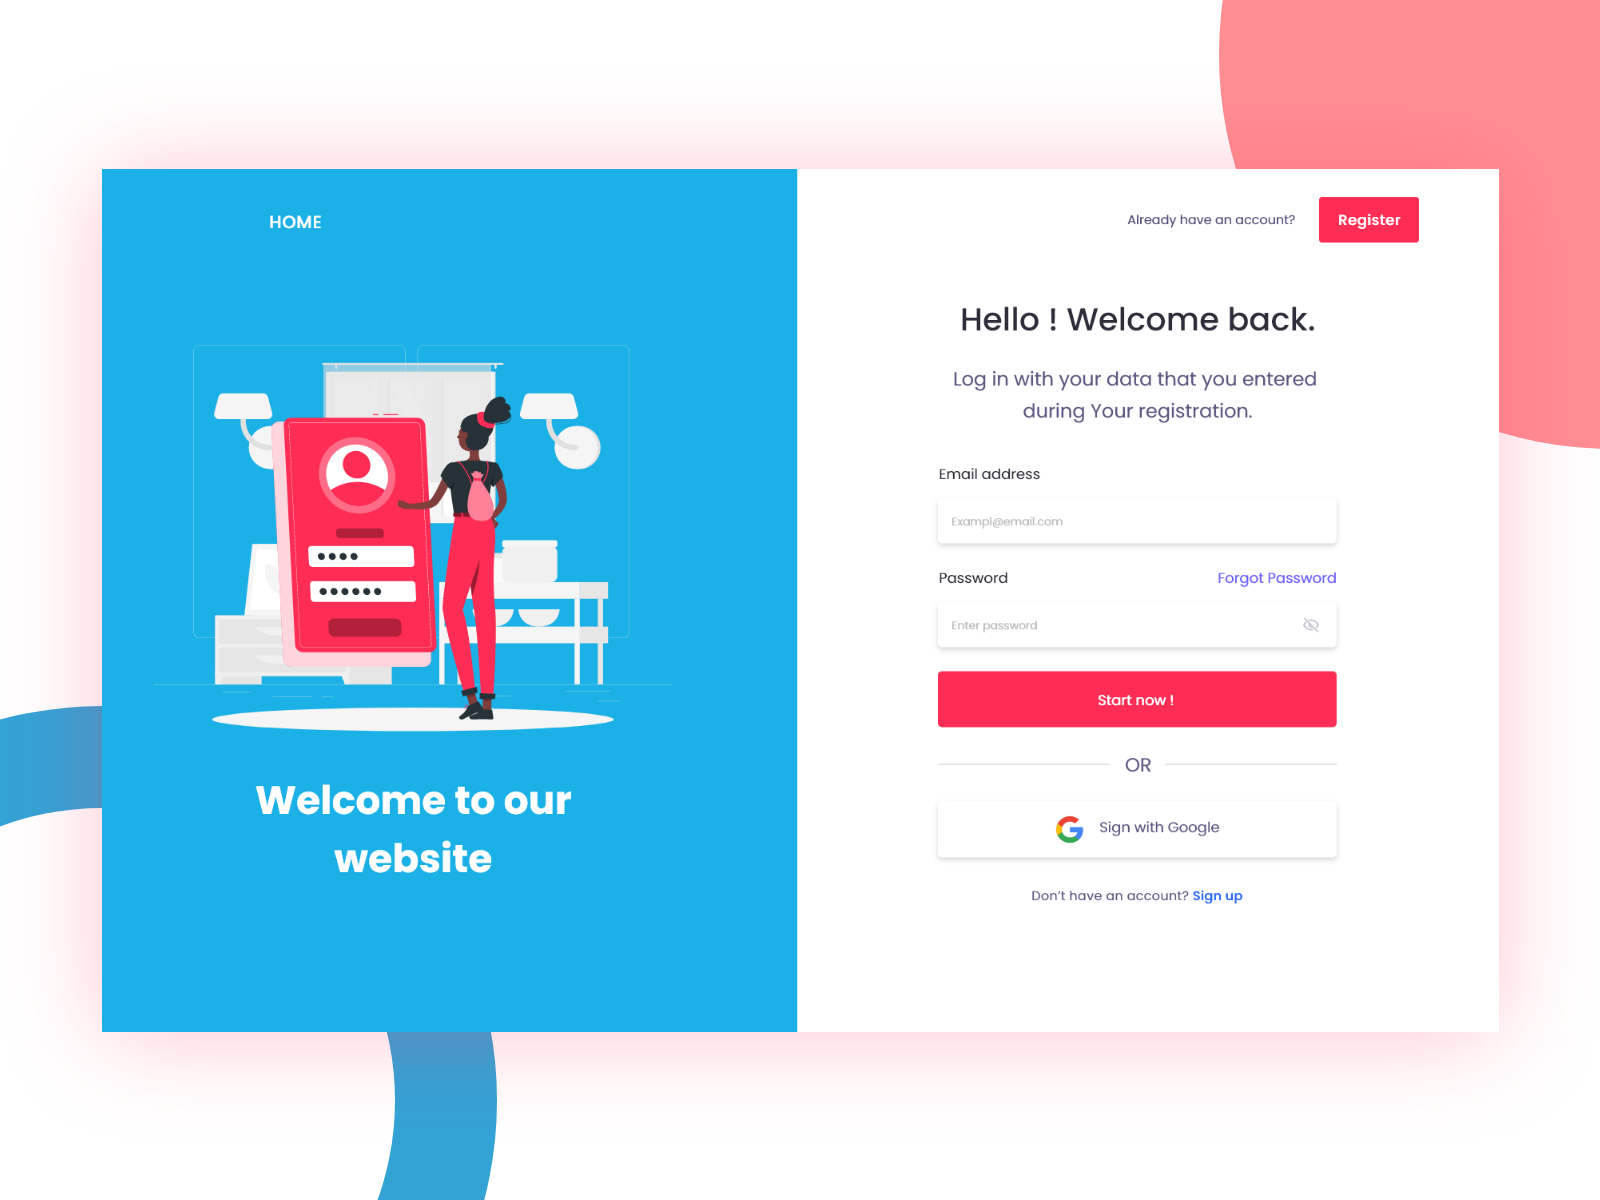 HOME
Already have an account?
Register
Hello ! Welcome back.
Log in with your data that you entered
during Your registration.
Email address
Exampl@email.com
Password
Forgot Password
Enter password
Start now !
OR
Sign with Google
Don't have an account? Sign up
Welcome to our
website